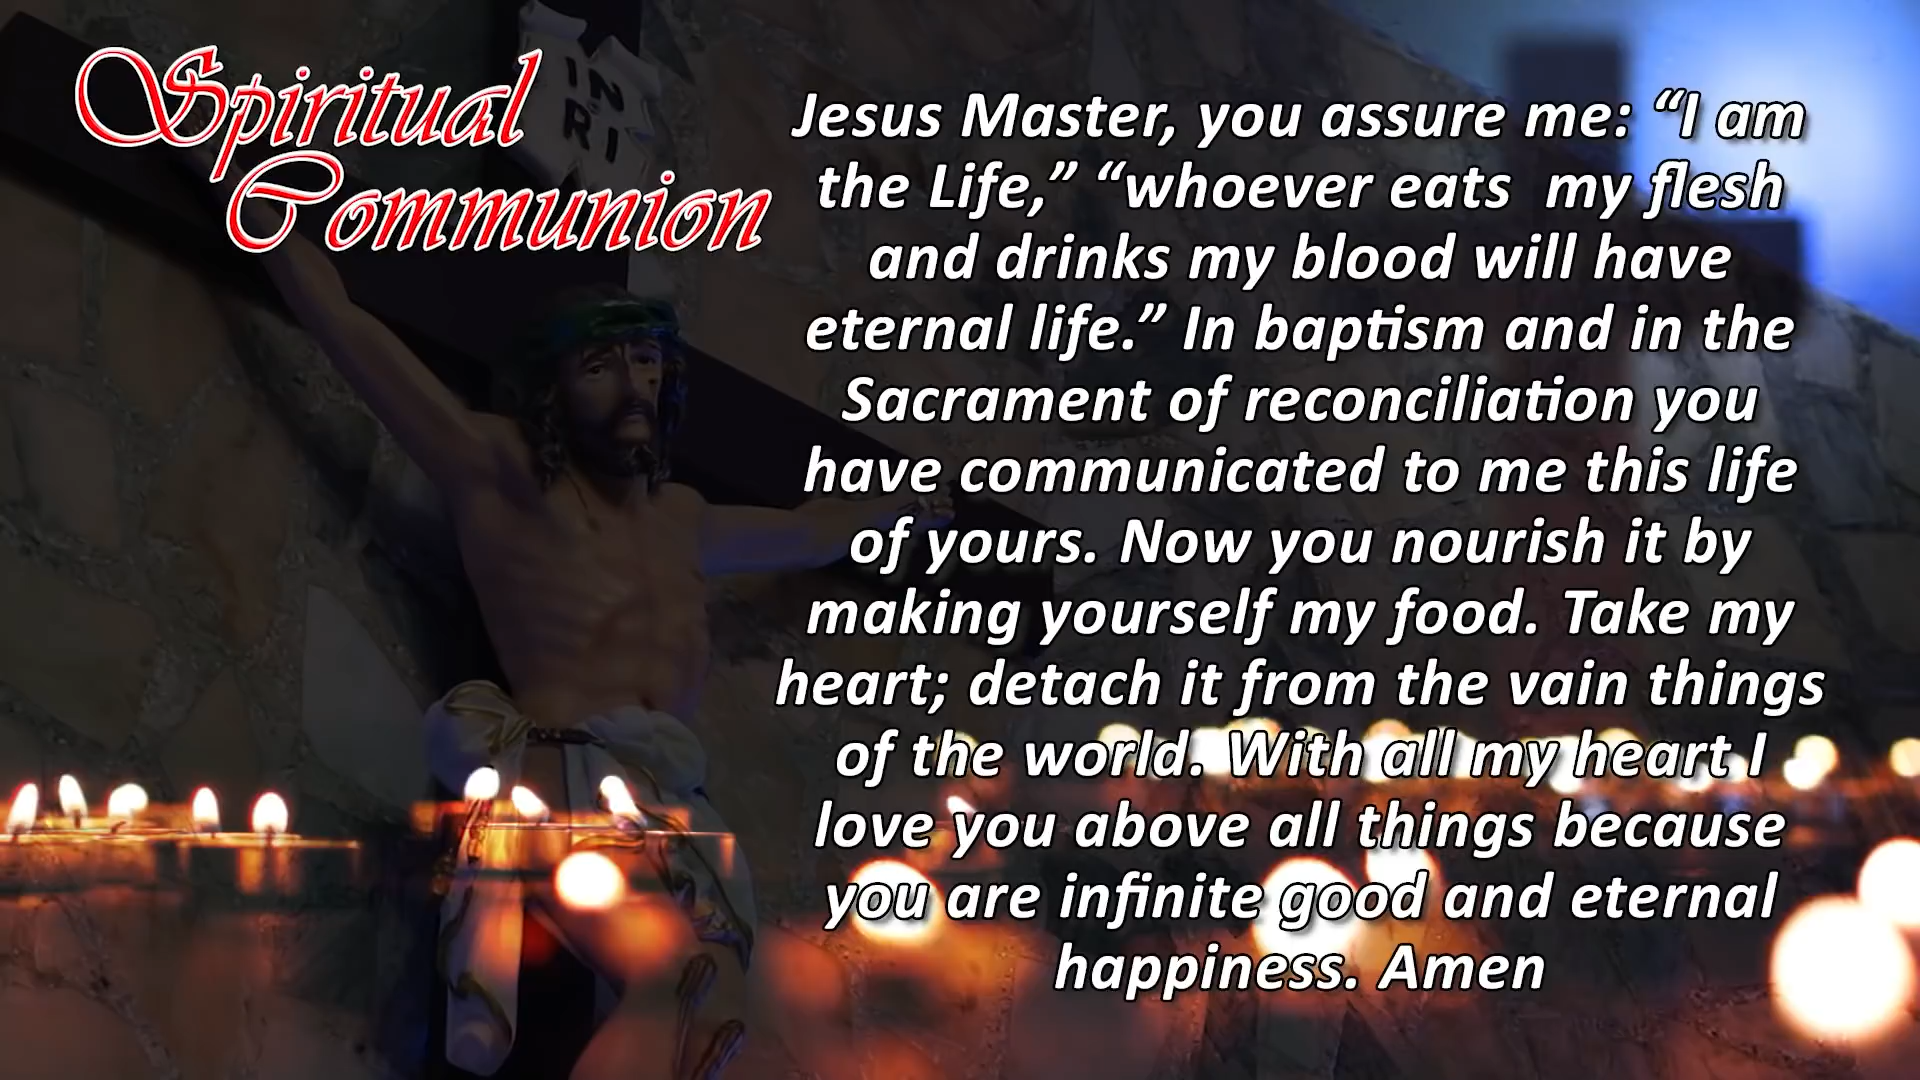 Spiritual
Communion
IN
RI
Jesus Master, you assure me: “I am
the Life,” “whoever eats  my flesh
and drinks my blood will have
eternal life.” In baptism and in the
Sacrament of reconciliation you
have communicated to me this life
of yours. Now you nourish it by
making yourself my food. Take my
heart; detach it from the vain things
of the world. With all my heart I
love you above all things because
you are infinite good and eternal
happiness. Amen